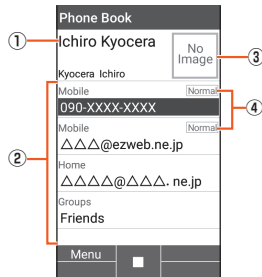 Phone Book
① Ichiro Kyocera
No
Image ③
Kyocera Ichiro
Mobile Normal
090-XXXX-XXXX ④
Mobile Normal
△△△@ezweb.ne.jp
②
Home
△△△△@△△△. ne.jp
Groups
Friends
Menu